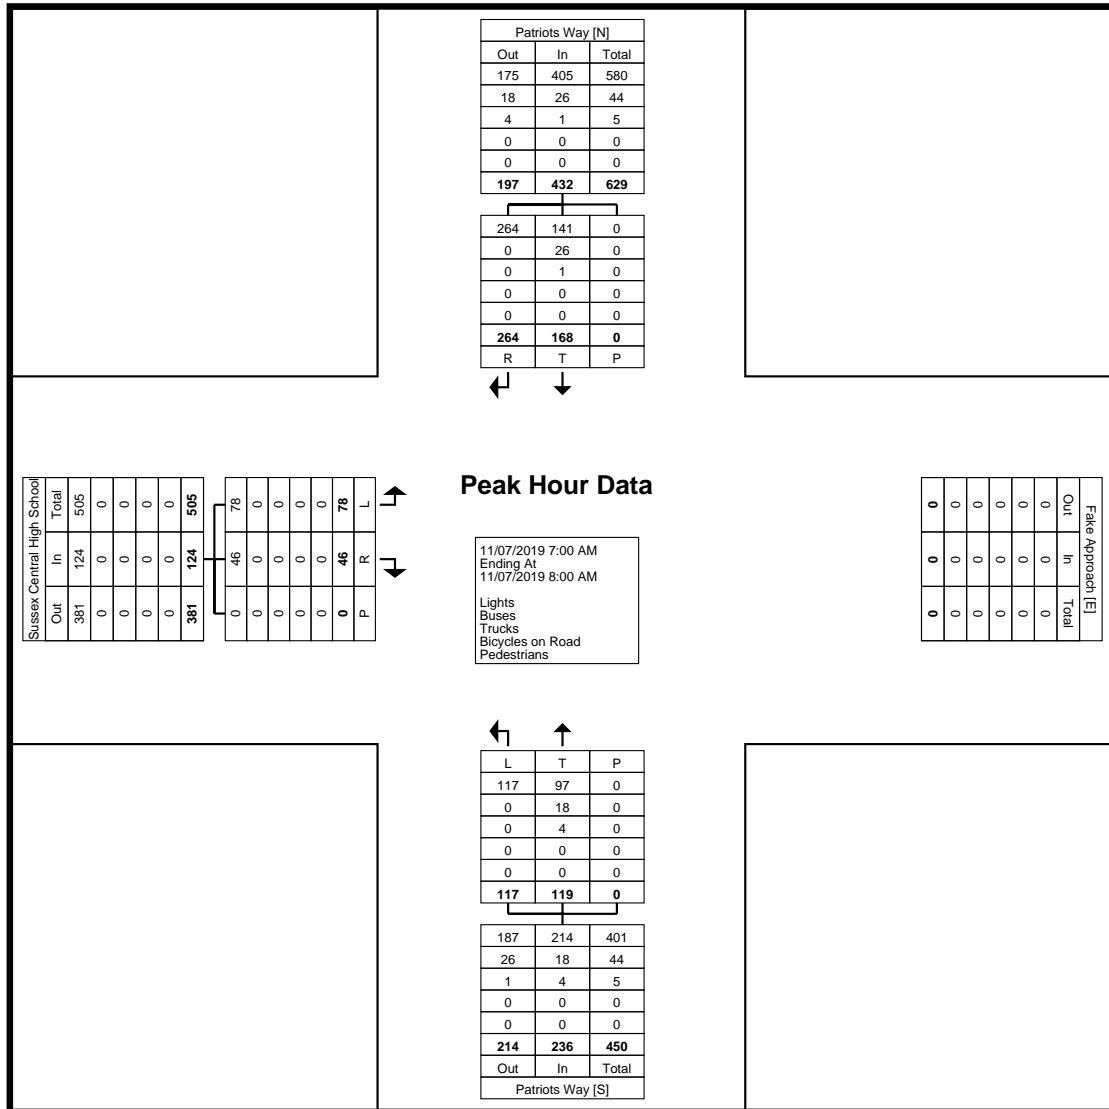 Patriots Way [N]
Out In Total
175 405 580
18 26 44
4 1 5
0 0 0
0 0 0
197 432 629
264 141 0
0 26 0
0 1 0
0 0 0
0 0 0
264 168 0
R T P
Sussex Central High School
Out In Total
381 124 505
0 0 0
0 0 0
0 0 0
0 0 0
381 124 505
0 46 78
0 0 0
0 0 0
0 0 0
0 0 0
0 46 78
P R L
Peak Hour Data
11/07/2019 7:00 AM
Ending At
11/07/2019 8:00 AM
Lights
Buses
Trucks
Bicycles on Road
Pedestrians
Fake Approach [E]
Out In Total
0 0 0
0 0 0
0 0 0
0 0 0
0 0 0
0 0 0
L T P
117 97 0
0 18 0
0 4 0
0 0 0
0 0 0
117 119 0
187 214 401
26 18 44
1 4 5
0 0 0
0 0 0
214 236 450
Out In Total
Patriots Way [S]